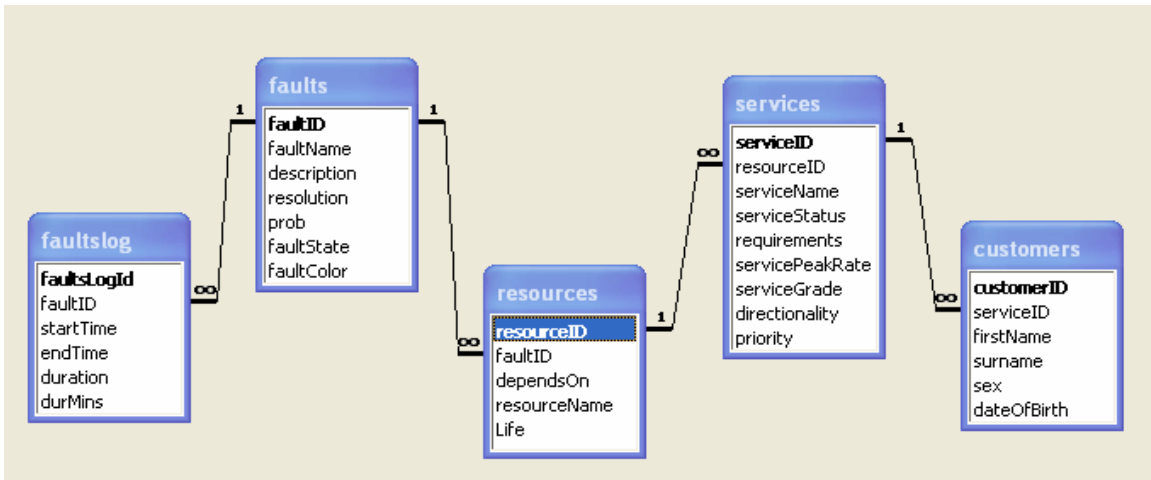 faults
faultID
faultName
description
resolution
prob
faultState
faultColor
1
1
faultslog
faultsLogId
faultID
startTime
endTime
duration
durMins
∞
resources
resourceID
faultID
dependsOn
resourceName
Life
∞
1
services
serviceID
resourceID
serviceName
serviceStatus
requirements
servicePeakRate
serviceGrade
directionality
priority
∞
1
customers
customerID
serviceID
firstName
surname
sex
dateOfBirth
∞